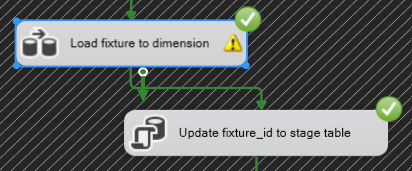 Load fixture to dimension
Update fixture_id to stage table